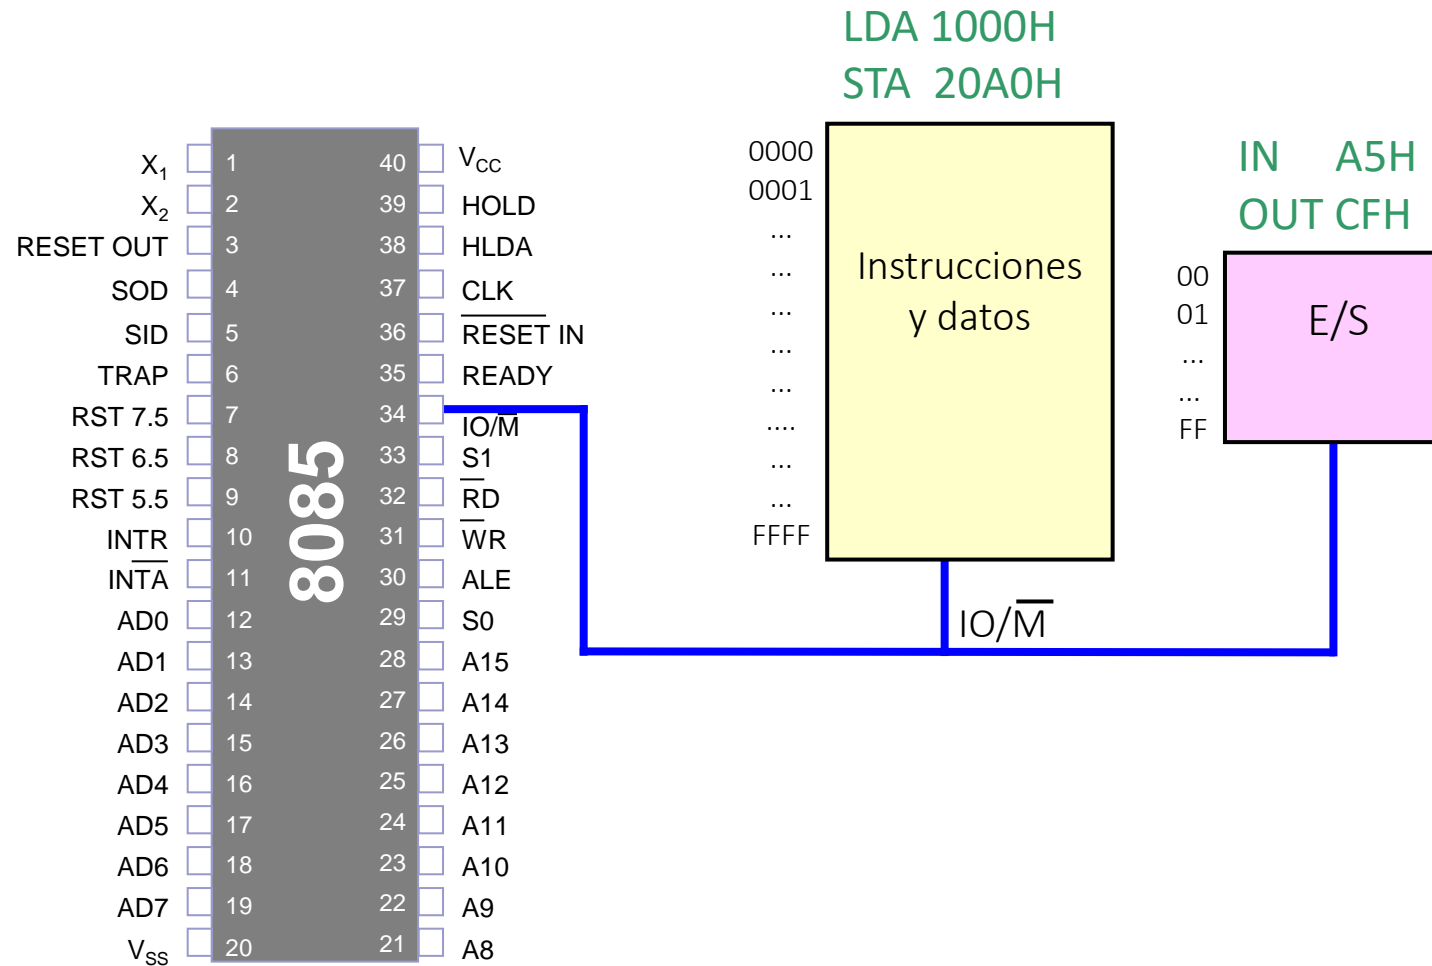 LDA 1000H
STA 20A0H
IN A5H
OUT CFH
X1 1 40 VCC
X2 2 39 HOLD
RESET OUT 3 38 HLDA
SOD 4 37 CLK
SID 5 36 RESET IN
TRAP 6 35 READY
RST 7.5 7 34 IO/M
RST 6.5 8 33 S1
RST 5.5 9 32 RD
INTR 10 31 WR
INTA 11 30 ALE
AD0 12 29 S0
AD1 13 28 A15
AD2 14 27 A14
AD3 15 26 A13
AD4 16 25 A12
AD5 17 24 A11
AD6 18 23 A10
AD7 19 22 A9
VSS 20 21 A8
8085
0000
0001
...
...
...
...
...
....
...
...
FFFF
Instrucciones
y datos
IO/M
00
01
...
...
FF
E/S